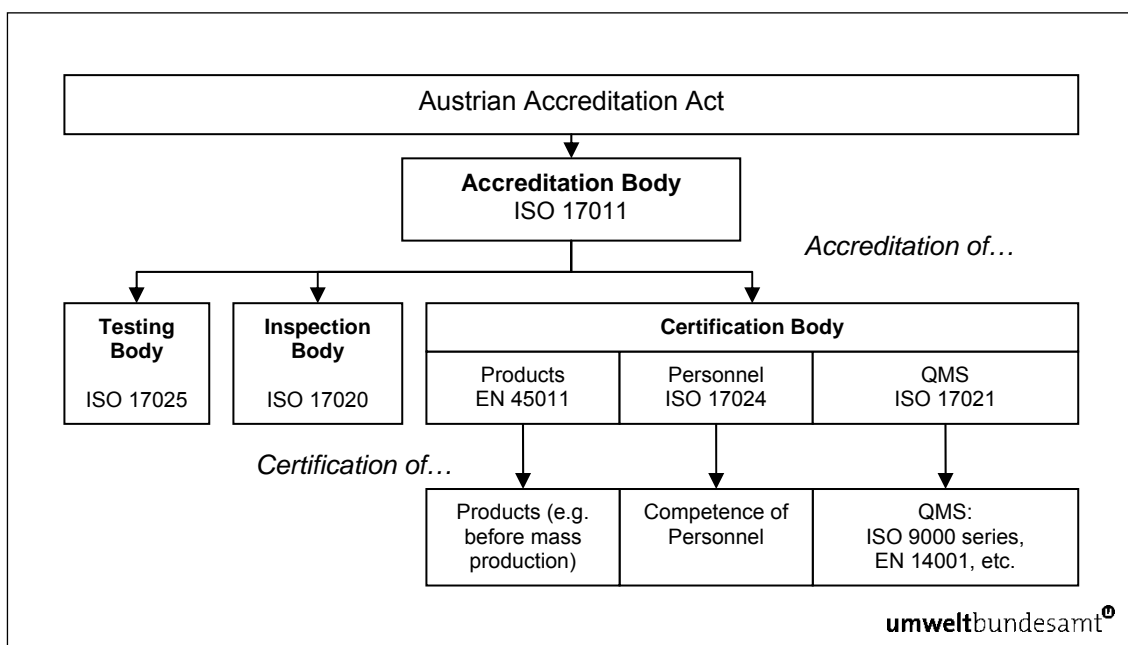 Austrian Accreditation Act
Accreditation Body
ISO 17011
Accreditation of…
Testing
Body
ISO 17025
Inspection
Body
ISO 17020
Certification Body
Products
EN 45011
Personnel
ISO 17024
QMS
ISO 17021
Certification of…
Products (e.g.
before mass
production)
Competence of
Personnel
QMS:
ISO 9000 series,
EN 14001, etc.
umweltbundesamt